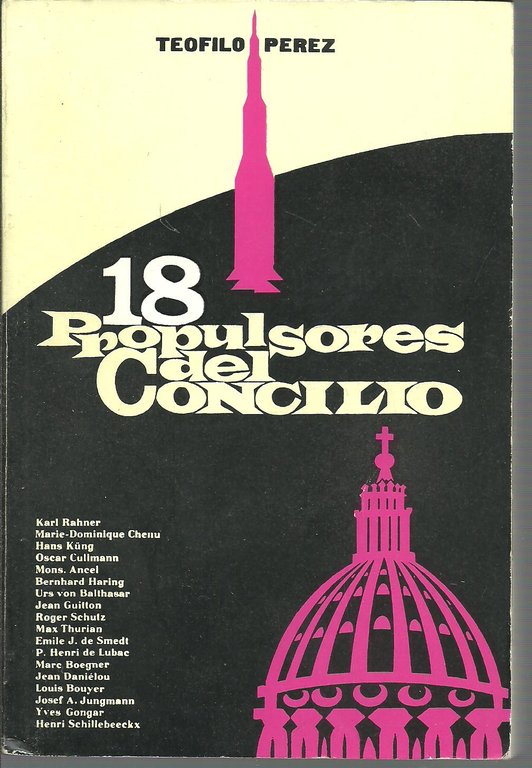 TEOFILO PEREZ
18
Propulsores
del
CONCILIO
Karl Rahner
Marie-Dominique Chenu
Hans Küng
Oscar Cullmann
Mons. Ancel
Bernhard Haring
Urs von Balthasar
Jean Guitton
Roger Schutz
Max Thurian
Emile J. de Smedt
P. Henri de Lubac
Marc Boegner
Jean Daniélou
Louis Bouyer
Josef A. Jungmann
Yves Gongar
Henri Schillebeeckx